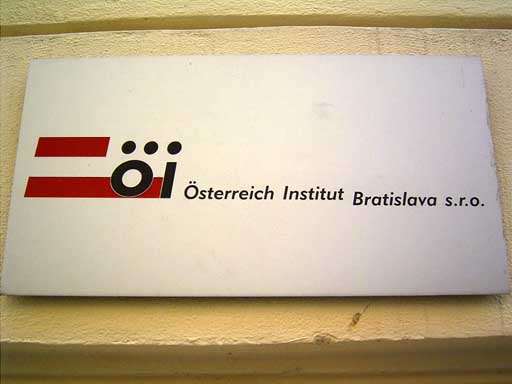 öi
Österreich Institut Bratislava s.r.o.